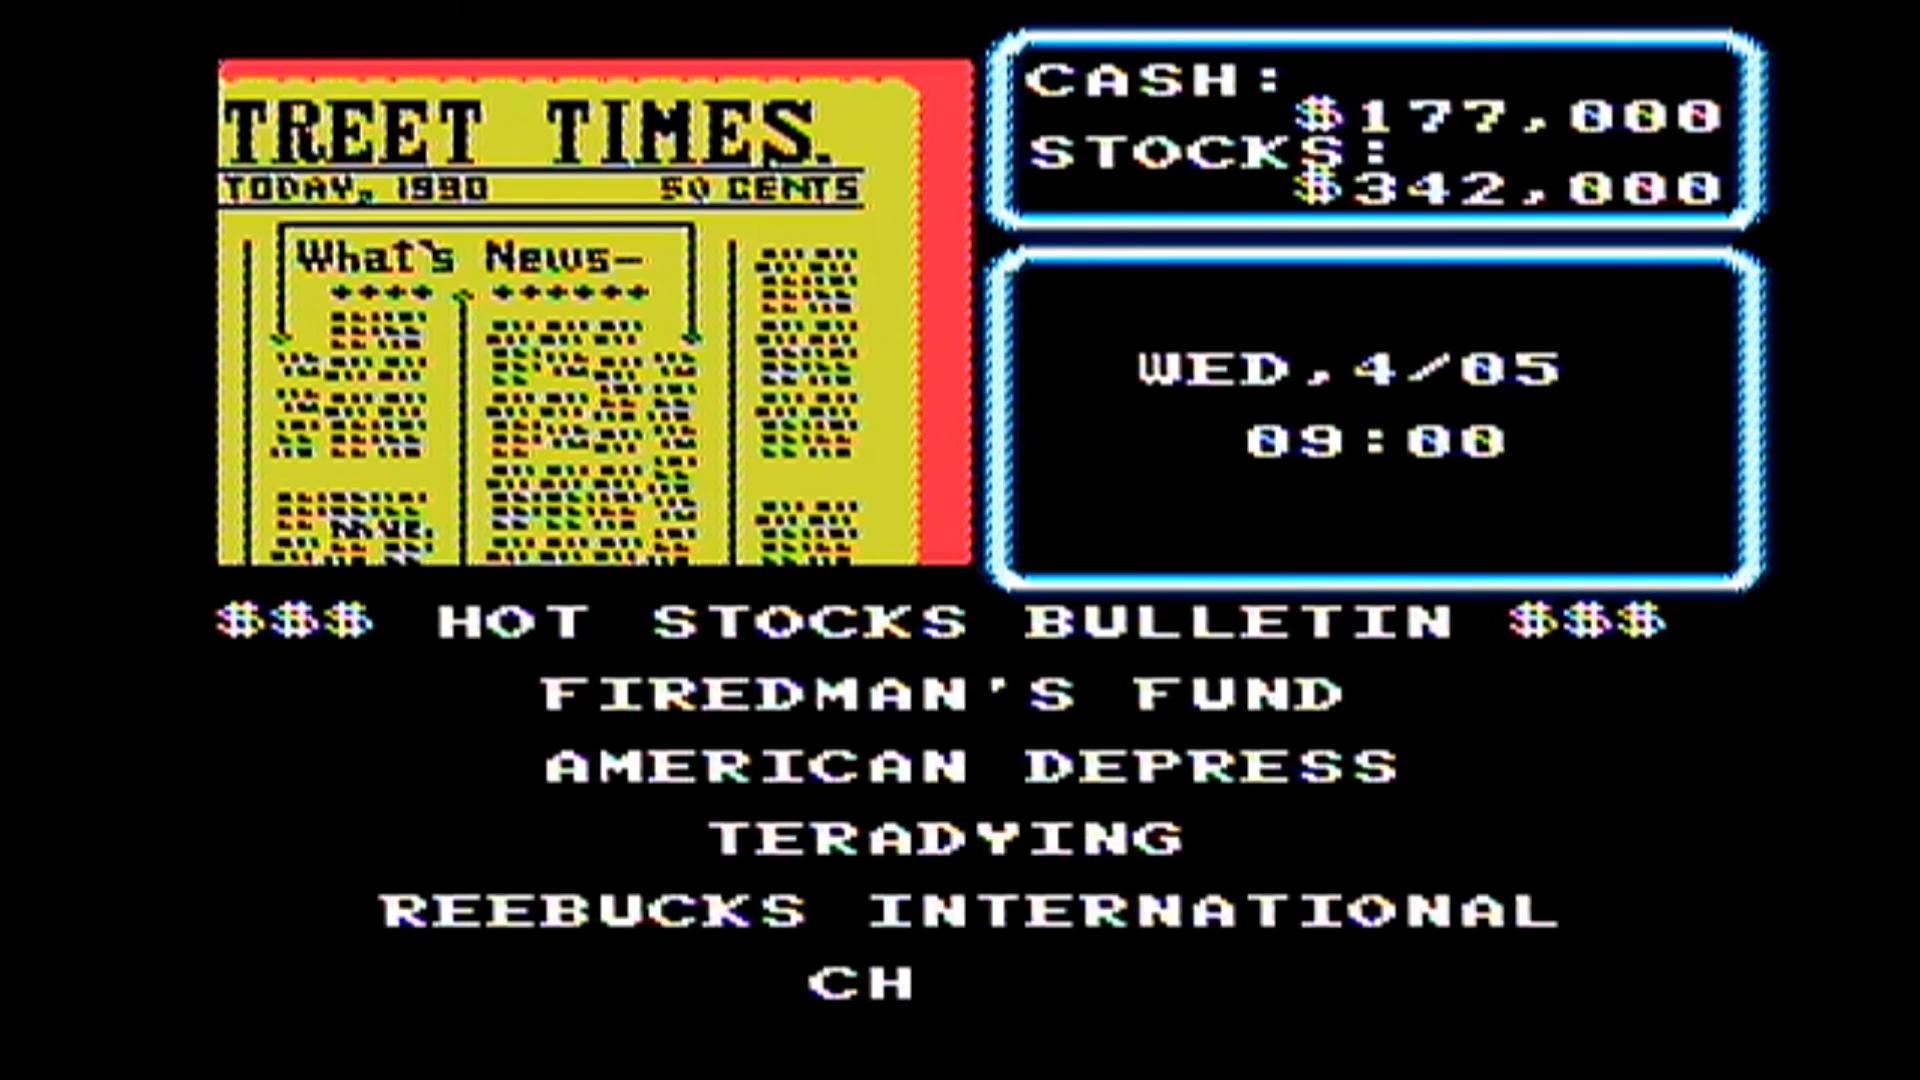 TREET TIMES.
TODAY, 1990 50 CENTS
What's News—
CASH:
$177,000
STOCKS:
$342,000
WED,4/05
09:00
$$$ HOT STOCKS BULLETIN $$$
FIREDMAN'S FUND
AMERICAN DEPRESS
TERADYING
REEBUCKS INTERNATIONAL
CH